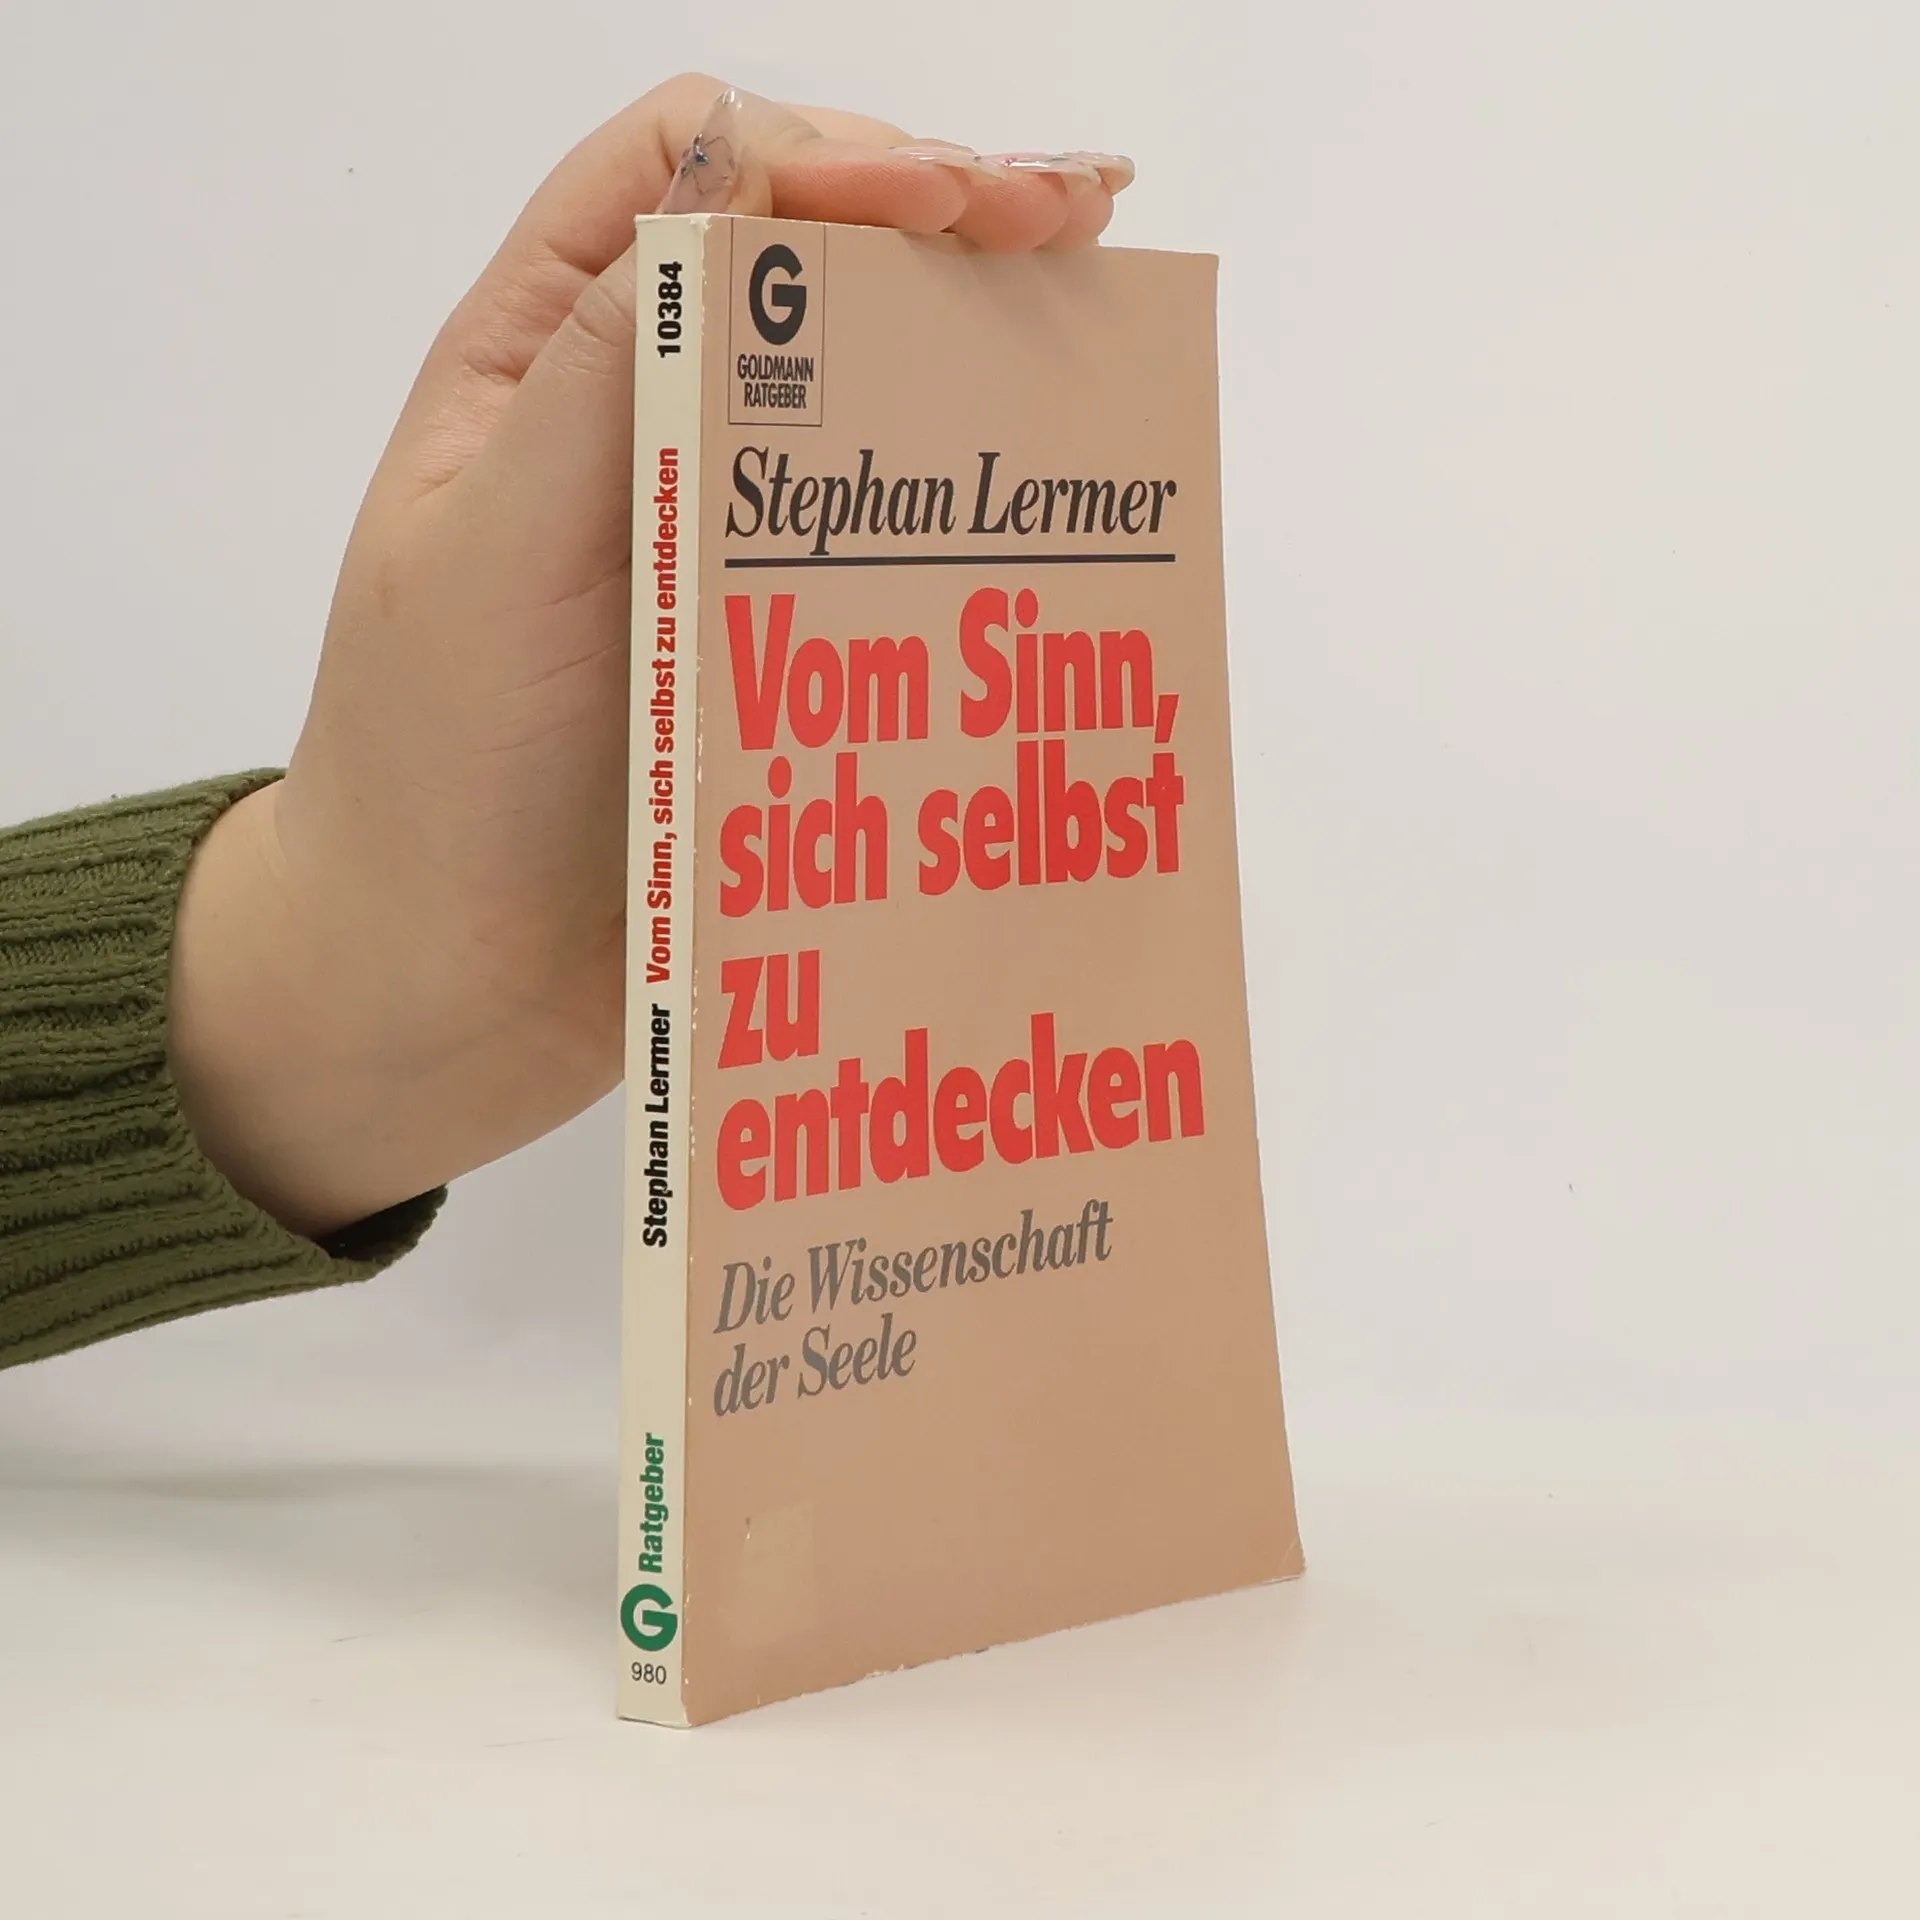 G
GOLDMANN
RATGEBER
Stephan Lermer
Vom Sinn,
sich selbst
zu
entdecken
Die Wissenschaft
der Seele
Stephan Lermer Vom Sinn, sich selbst zu entdecken 10384
G Ratgeber
980